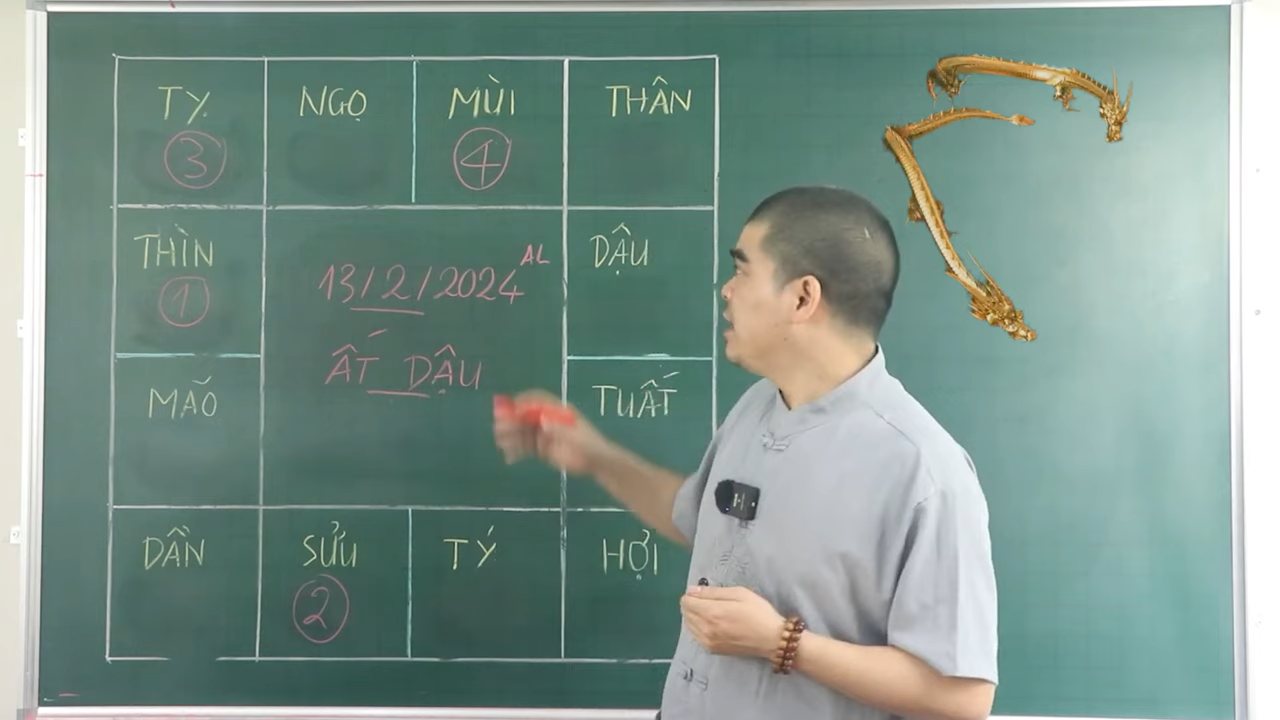 TỴ
3
NGỌ
MÙI
4
THÂN
THÌN
1
13/2/2024 AL
ẤT DẬU
DẬU
MÃO
TUẤT
DẦN
SỬU
2
TÝ
HỢI